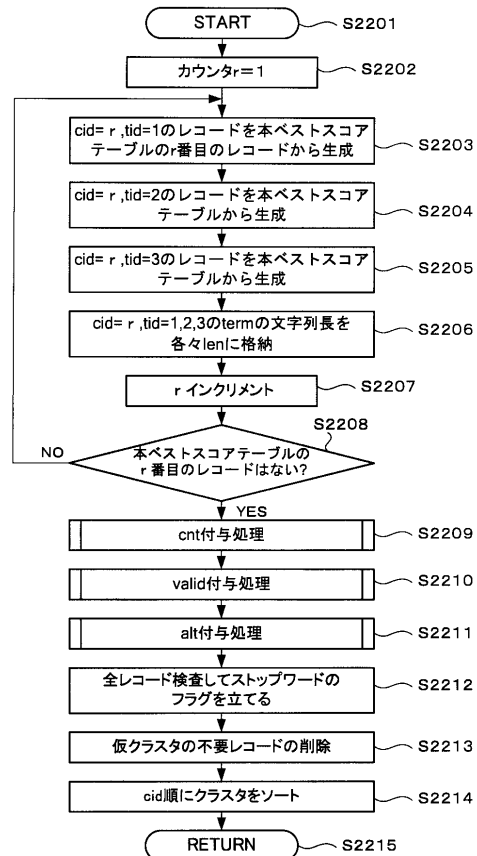 START
S2201
カウンタr=1
S2202
cid= r ,tid=1のレコードを本ベストスコア
テーブルのr番目のレコードから生成
S2203
cid= r ,tid=2のレコードを本ベストスコア
テーブルから生成
S2204
cid= r ,tid=3のレコードを本ベストスコア
テーブルから生成
S2205
cid= r ,tid=1,2,3のtermの文字列長を
各々lenに格納
S2206
r インクリメント
S2207
S2208
NO
本ベストスコアテーブルの
r 番目のレコードはない?
YES
cnt付与処理
S2209
valid付与処理
S2210
alt付与処理
S2211
全レコード検査してストップワードの
フラグを立てる
S2212
仮クラスタの不要レコードの削除
S2213
cid順にクラスタをソート
S2214
RETURN
S2215